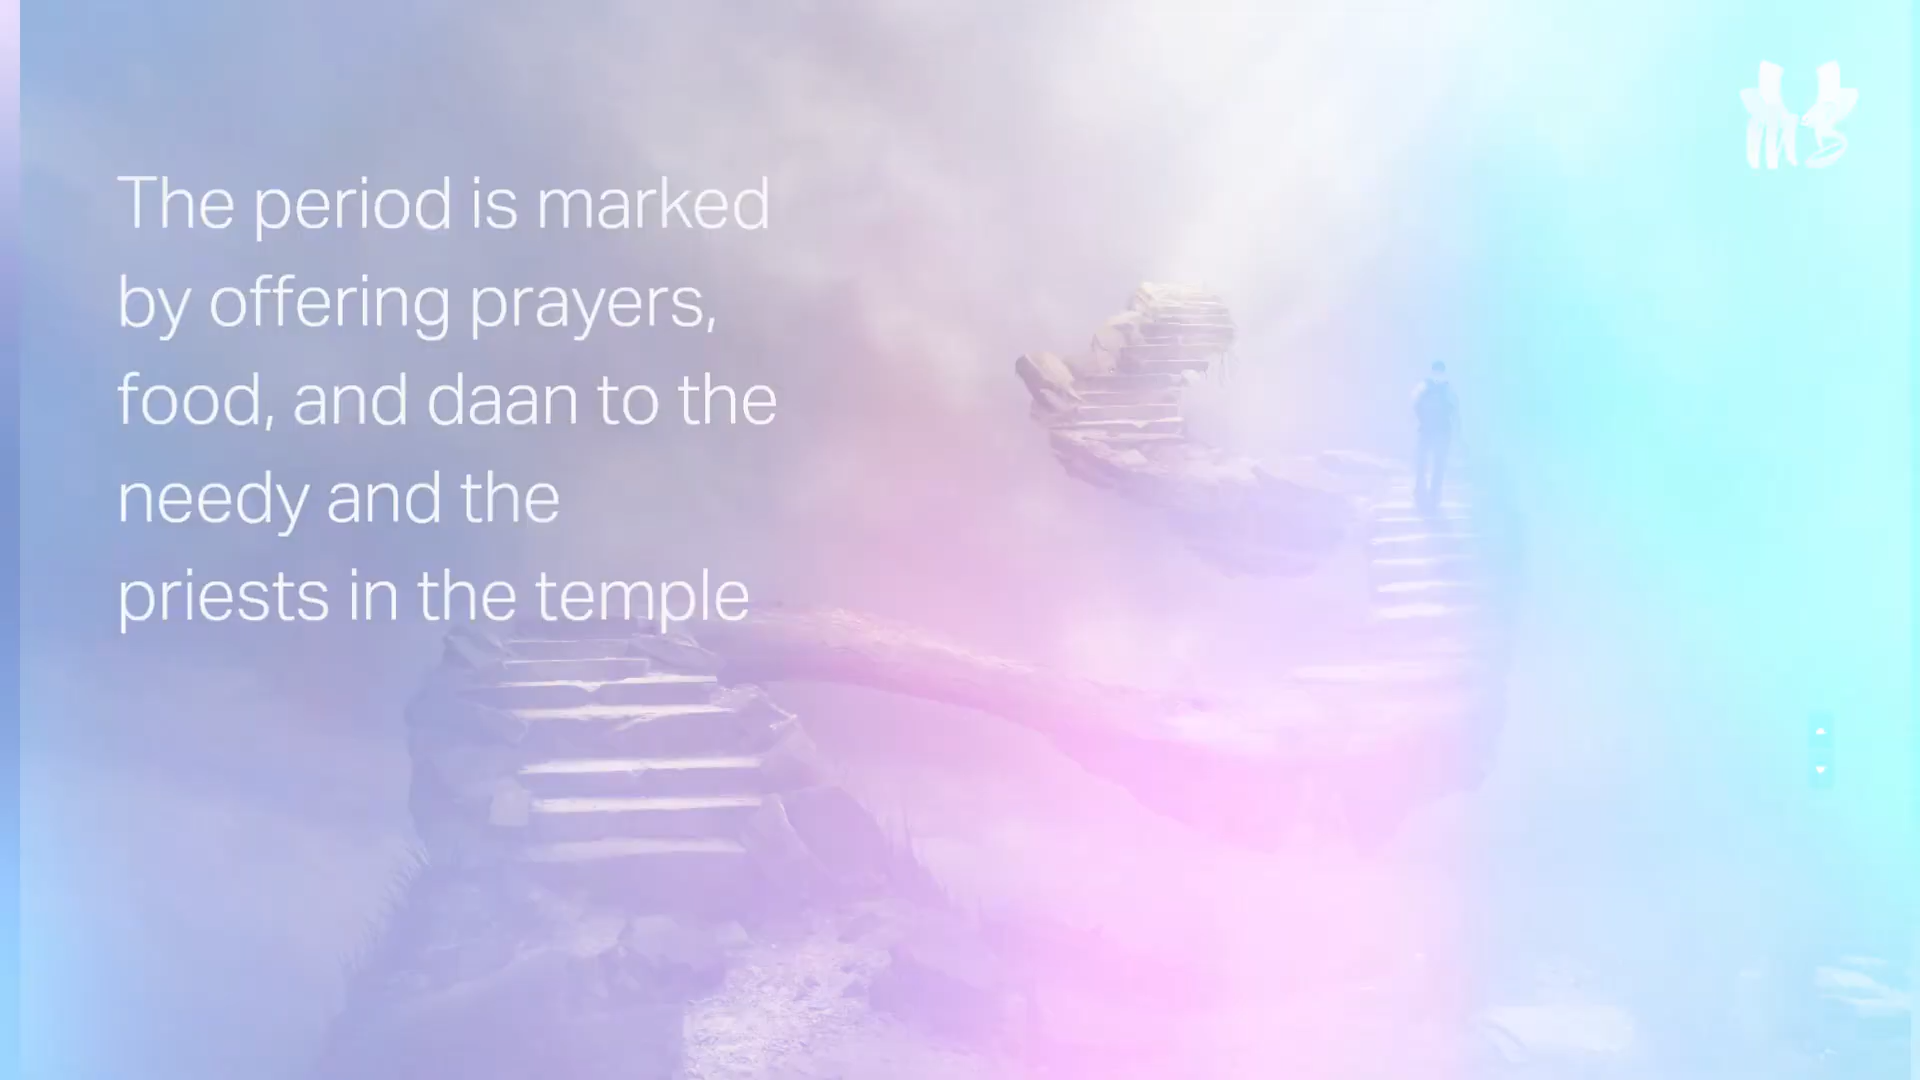 The period is marked
by offering prayers,
food, and daan to the
needy and the
priests in the temple